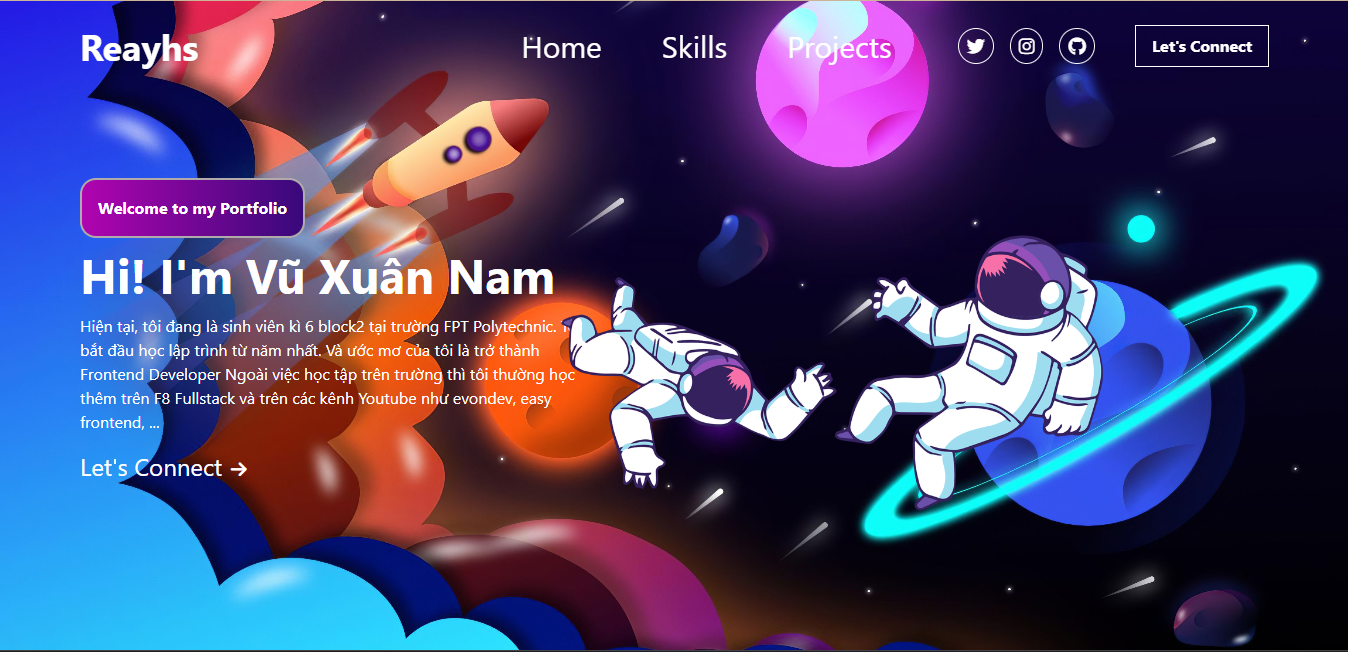 Reayhs
Home
Skills
Projects
Let's Connect
Welcome to my Portfolio
Hi! I'm Vũ Xuân Nam
Hiện tại, tôi đang là sinh viên kì 6 block2 tại trường FPT Polytechnic.
bắt đầu học lập trình từ năm nhất. Và ước mơ của tôi là trở thành
Frontend Developer Ngoài việc học tập trên trường thì tôi thường học
thêm trên F8 Fullstack và trên các kênh Youtube như evondev, easy
frontend, ...
Let's Connect →